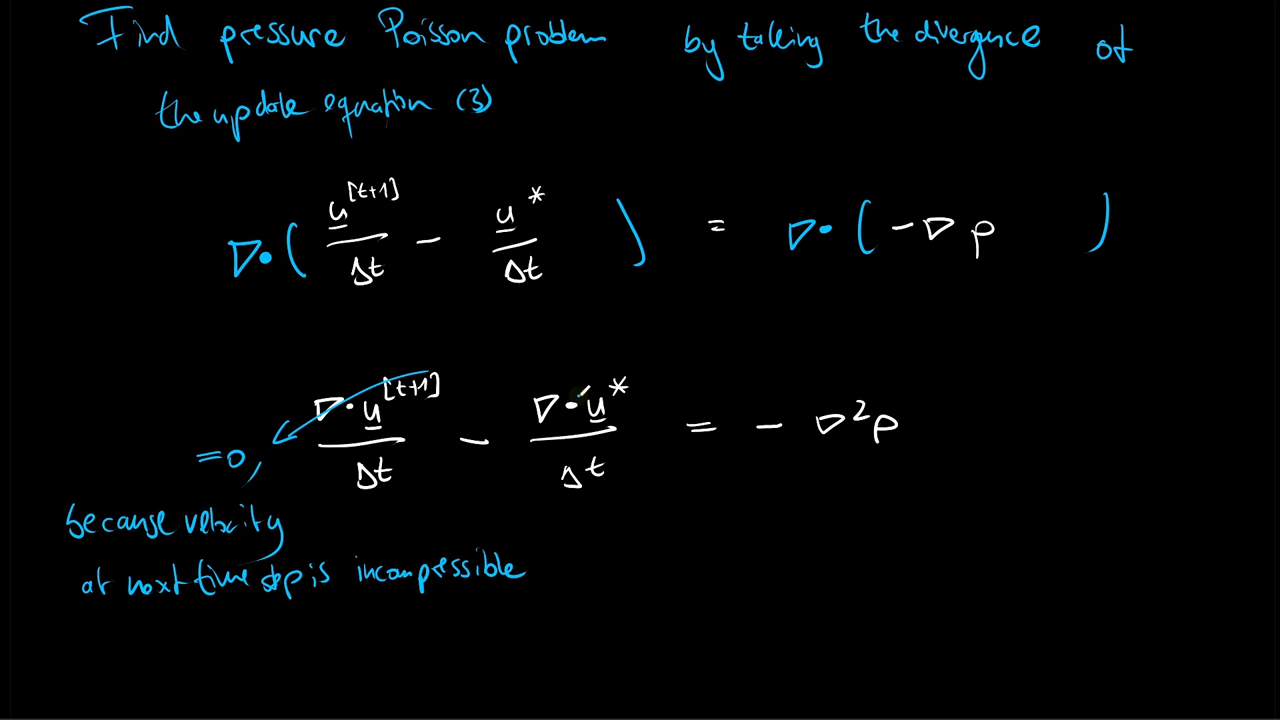 Find pressure Poisson problem by taking the divergence of
the update equation (3)
∇·( u^[t+1]/Δt − u^*/Δt ) = ∇·( −∇p )
∇·u^[t+1]/Δt − ∇·u^*/Δt = − ∇²p
=0,
because velocity
at next time step is incompressible